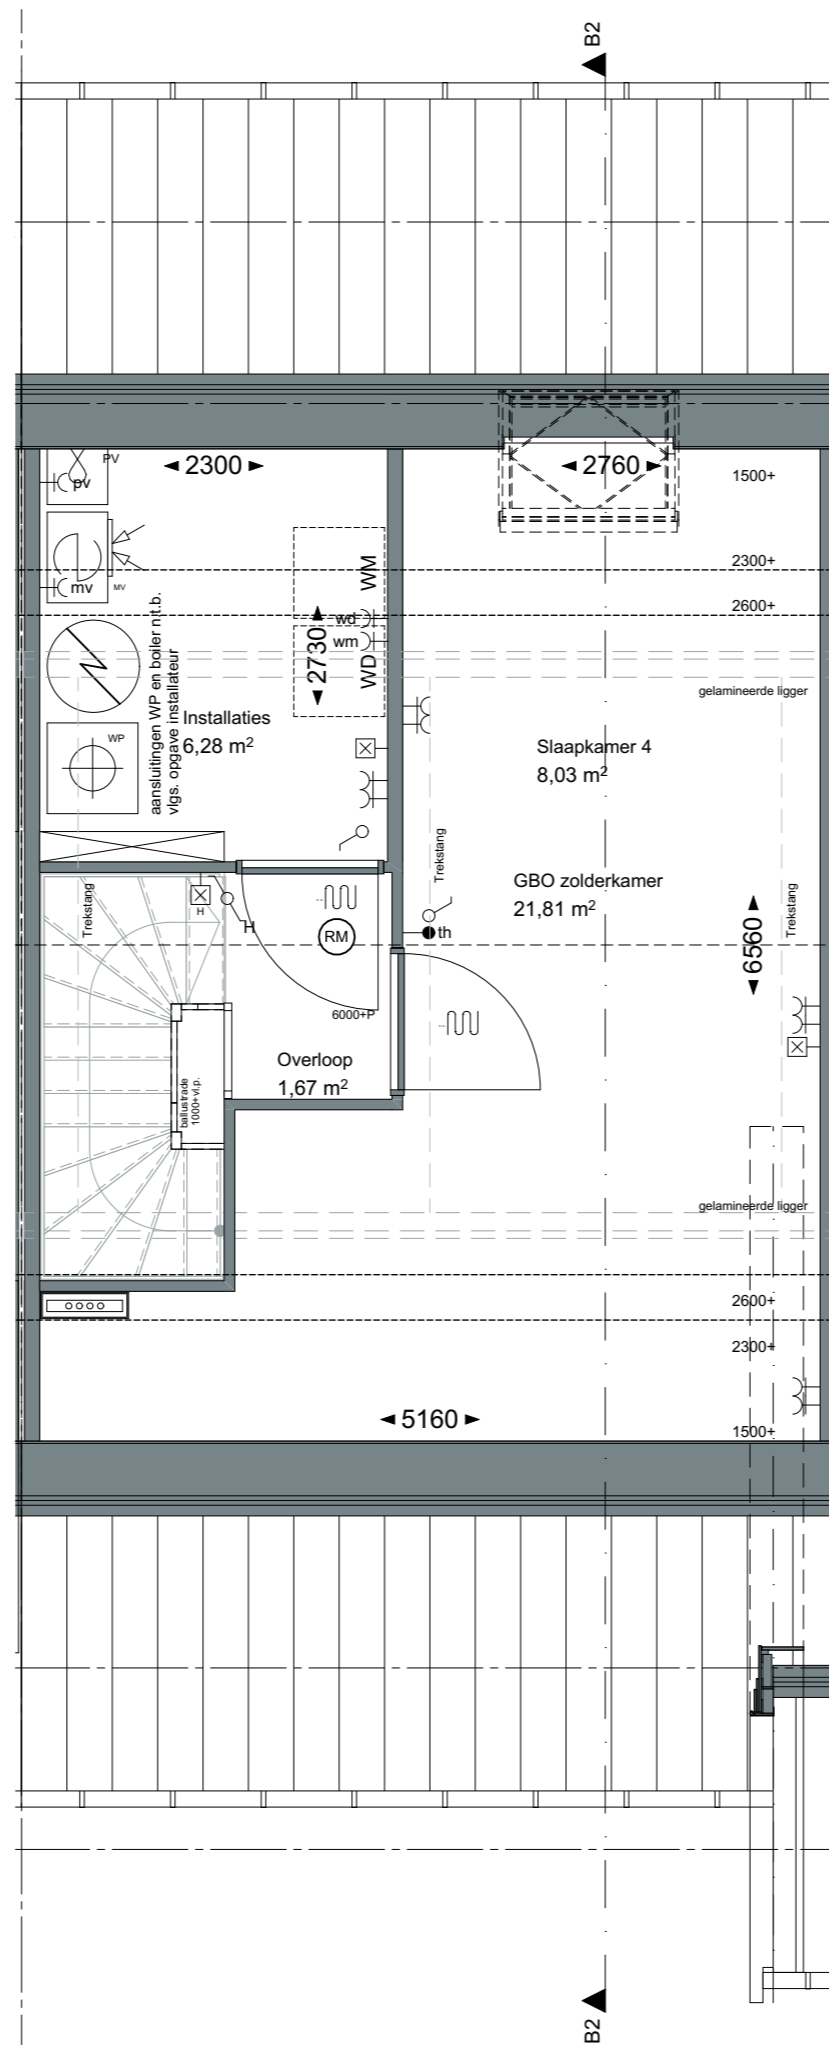 B2
2300
2760
PV
pv
1500+
2300+
2600+
mv
MV
WM
wd
wm
WD
2730
aansluitingen WP en boiler n.t.b.
vlgs. opgave installateur
gelamineerde ligger
Installaties
6,28 m²
WP
Slaapkamer 4
8,03 m²
Trekstang
GBO zolderkamer
21,81 m²
Trekstang
Trekstang
H
H
RM
th
6560
6000+P
Overloop
1,67 m²
ballustrade
1000+vl.p.
gelamineerde ligger
2600+
2300+
5160
1500+
B2